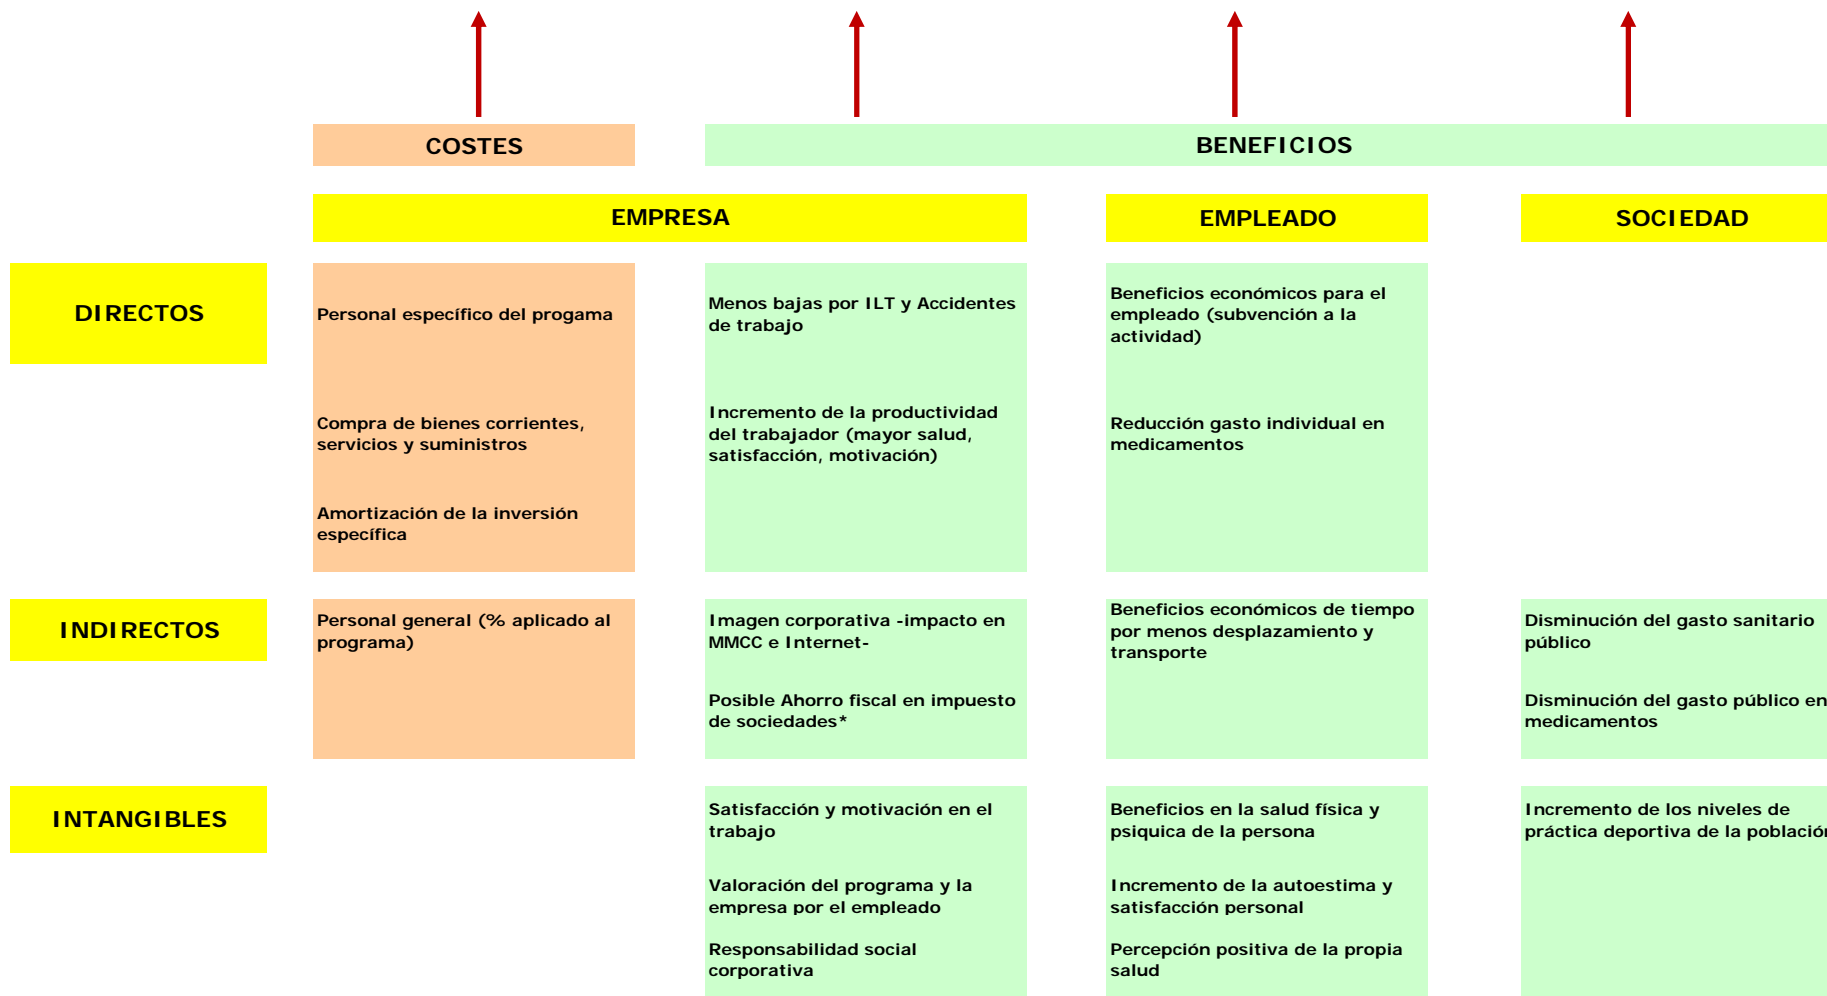 COSTES
BENEFICIOS
EMPRESA
EMPLEADO
SOCIEDAD
DIRECTOS
Personal específico del progama
Compra de bienes corrientes,
servicios y suministros
Amortización de la inversión
específica
Menos bajas por ILT y Accidentes
de trabajo
Incremento de la productividad
del trabajador (mayor salud,
satisfacción, motivación)
Beneficios económicos para el
empleado (subvención a la
actividad)
Reducción gasto individual en
medicamentos
INDIRECTOS
Personal general (% aplicado al
programa)
Imagen corporativa -impacto en
MMCC e Internet-
Posible Ahorro fiscal en impuesto
de sociedades*
Beneficios económicos de tiempo
por menos desplazamiento y
transporte
Disminución del gasto sanitario
público
Disminución del gasto público en
medicamentos
INTANGIBLES
Satisfacción y motivación en el
trabajo
Valoración del programa y la
empresa por el empleado
Responsabilidad social
corporativa
Beneficios en la salud física y
psiquica de la persona
Incremento de la autoestima y
satisfacción personal
Percepción positiva de la propia
salud
Incremento de los niveles de
práctica deportiva de la población